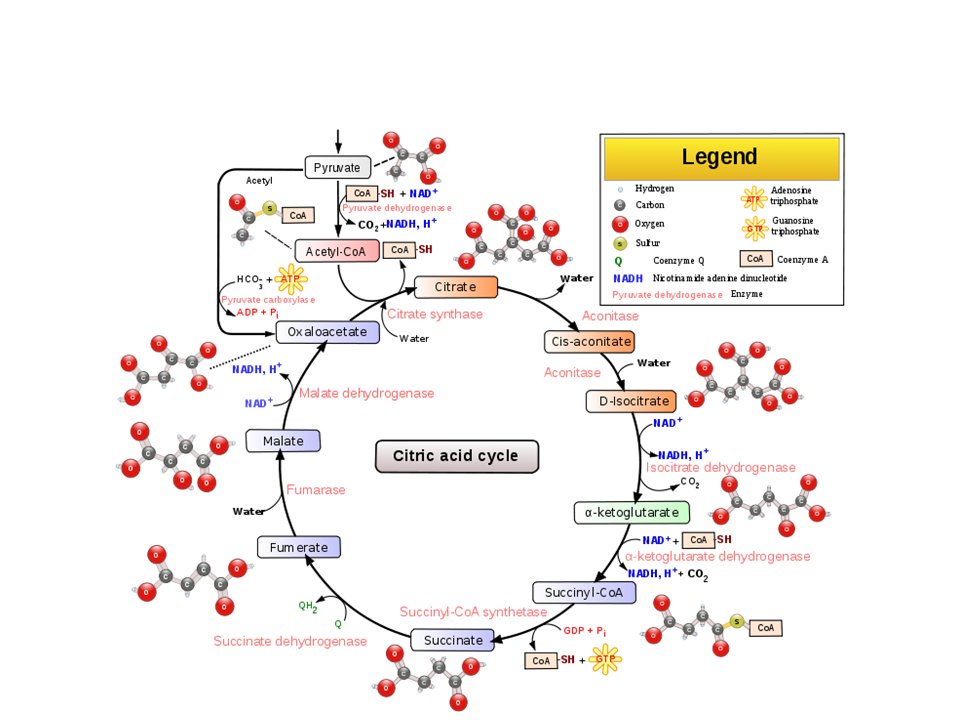 Legend
Hydrogen
Carbon
Oxygen
S Sulfur
Q Coenzyme Q
NADH Nicotinamide adenine dinucleotide
Pyruvate dehydrogenase Enzyme
ATP Adenosine
triphosphate
GTP Guanosine
triphosphate
CoA Coenzyme A
Pyruvate
Acetyl
CoA-SH + NAD+
Pyruvate dehydrogenase
CO2+NADH, H+
S CoA
Acetyl-CoA
CoA-SH
HCO3- + ATP
Pyruvate carboxylase
ADP + Pi
Citrate
Citrate synthase
Water
Oxaloacetate
Water
Aconitase
Cis-aconitate
Aconitase
Water
D-Isocitrate
NAD+
NADH, H+
Isocitrate dehydrogenase
CO2
α-ketoglutarate
NAD+ + CoA-SH
α-ketoglutarate dehydrogenase
NADH, H+ + CO2
Succinyl-CoA
S CoA
Succinyl-CoA synthetase
GDP + Pi
CoA-SH + GTP
Succinate
Succinate dehydrogenase
Q
QH2
Fumerate
Water
Fumarase
Malate
NAD+
Malate dehydrogenase
NADH, H+
Citric acid cycle